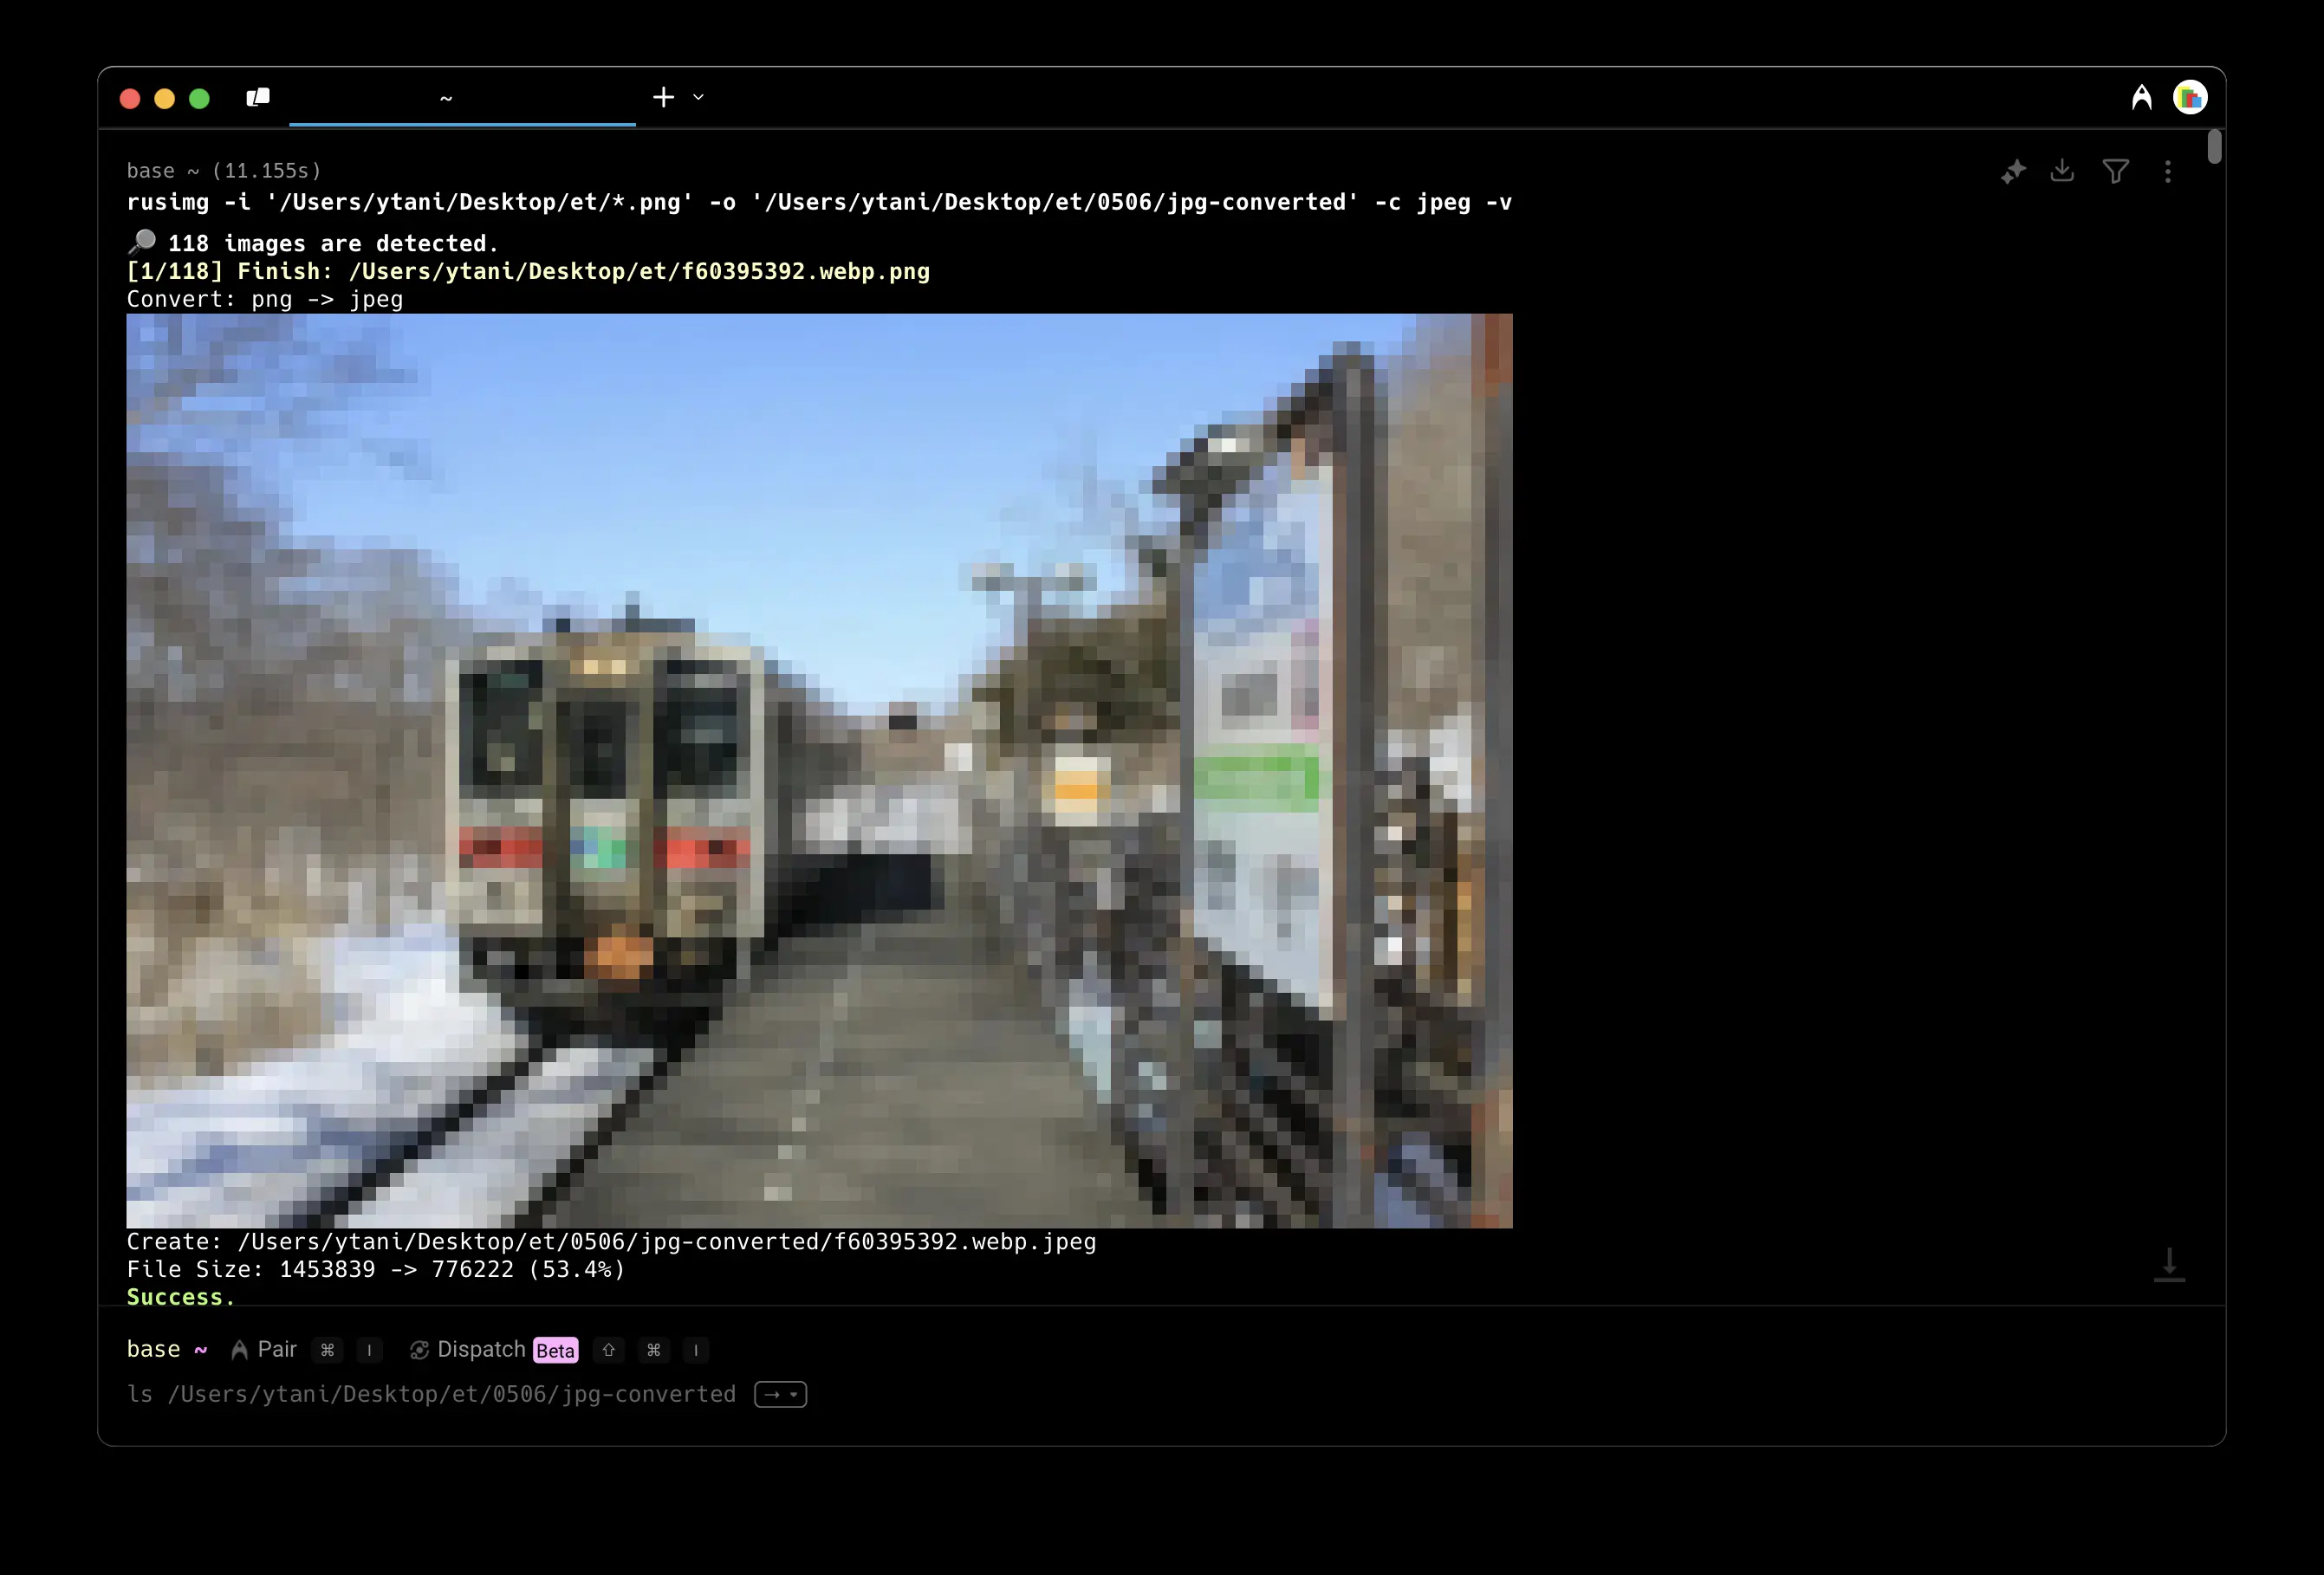 ~
base ~ (11.155s)
rusimg -i '/Users/ytani/Desktop/et/*.png' -o '/Users/ytani/Desktop/et/0506/jpg-converted' -c jpeg -v
🔎 118 images are detected.
[1/118] Finish: /Users/ytani/Desktop/et/f60395392.webp.png
Convert: png -> jpeg
Create: /Users/ytani/Desktop/et/0506/jpg-converted/f60395392.webp.jpeg
File Size: 1453839 -> 776222 (53.4%)
Success.
base ~ Pair ⌘ I Dispatch Beta ⇧ ⌘ I
ls /Users/ytani/Desktop/et/0506/jpg-converted